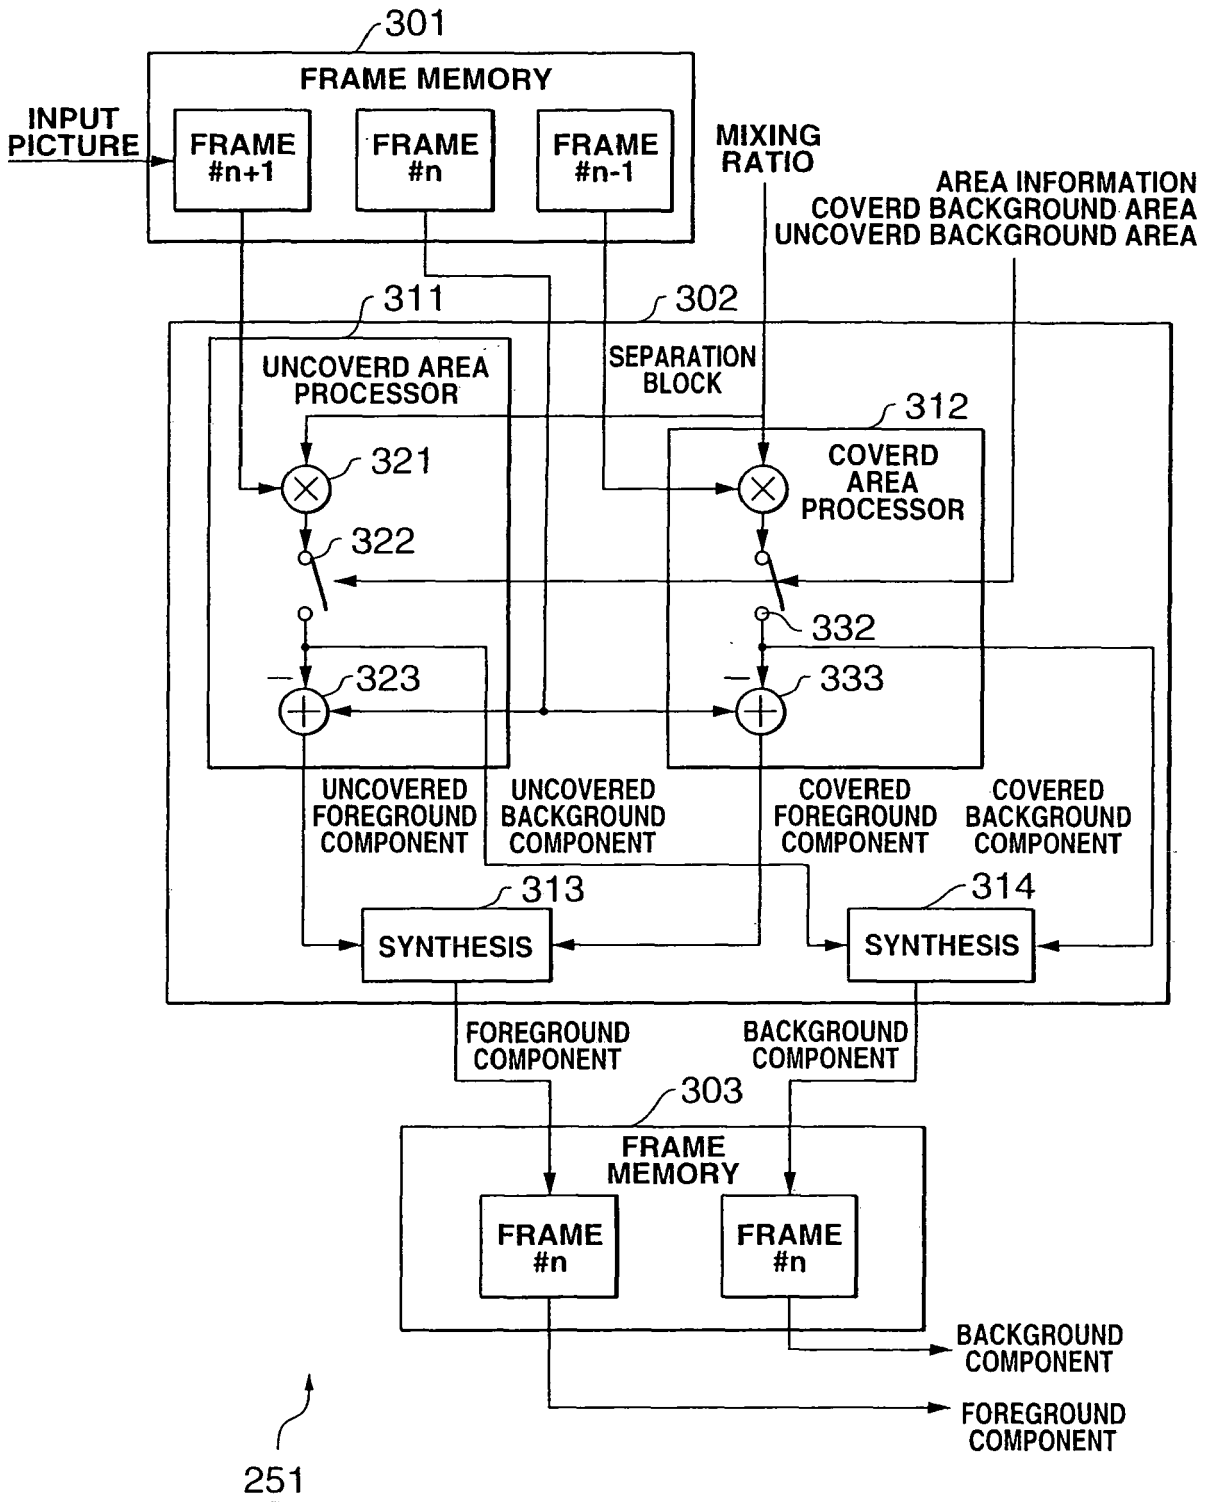 301
FRAME MEMORY
INPUT
PICTURE
FRAME
#n+1
FRAME
#n
FRAME
#n-1
MIXING
RATIO
AREA INFORMATION
COVERD BACKGROUND AREA
UNCOVERD BACKGROUND AREA
311
302
UNCOVERD AREA
PROCESSOR
SEPARATION
BLOCK
312
COVERD
AREA
PROCESSOR
321
322
332
323
333
UNCOVERED
FOREGROUND
COMPONENT
UNCOVERED
BACKGROUND
COMPONENT
COVERED
FOREGROUND
COMPONENT
COVERED
BACKGROUND
COMPONENT
313
SYNTHESIS
314
SYNTHESIS
FOREGROUND
COMPONENT
BACKGROUND
COMPONENT
303
FRAME
MEMORY
FRAME
#n
FRAME
#n
BACKGROUND
COMPONENT
FOREGROUND
COMPONENT
251